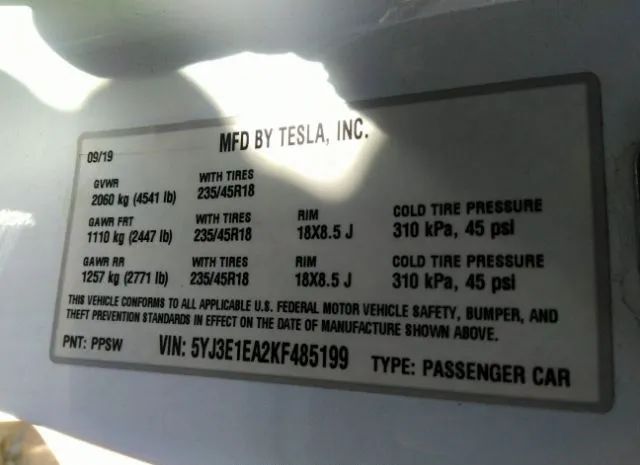 MFD BY TESLA, INC.
09/19
GVWR WITH TIRES
2060 kg (4541 lb) 235/45R18
GAWR FRT WITH TIRES RIM COLD TIRE PRESSURE
1110 kg (2447 lb) 235/45R18 18X8.5 J 310 kPa, 45 psi
GAWR RR WITH TIRES RIM COLD TIRE PRESSURE
1257 kg (2771 lb) 235/45R18 18X8.5 J 310 kPa, 45 psi
THIS VEHICLE CONFORMS TO ALL APPLICABLE U.S. FEDERAL MOTOR VEHICLE SAFETY, BUMPER, AND
THEFT PREVENTION STANDARDS IN EFFECT ON THE DATE OF MANUFACTURE SHOWN ABOVE.
PNT: PPSW VIN: 5YJ3E1EA2KF485199 TYPE: PASSENGER CAR